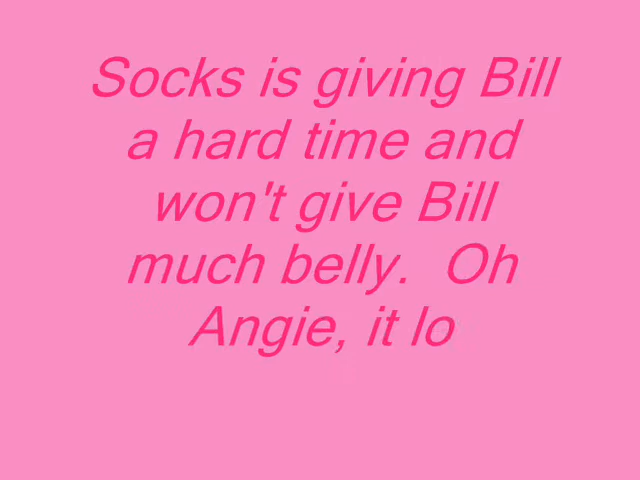 Socks is giving Bill
a hard time and
won't give Bill
much belly.  Oh
Angie, it lo